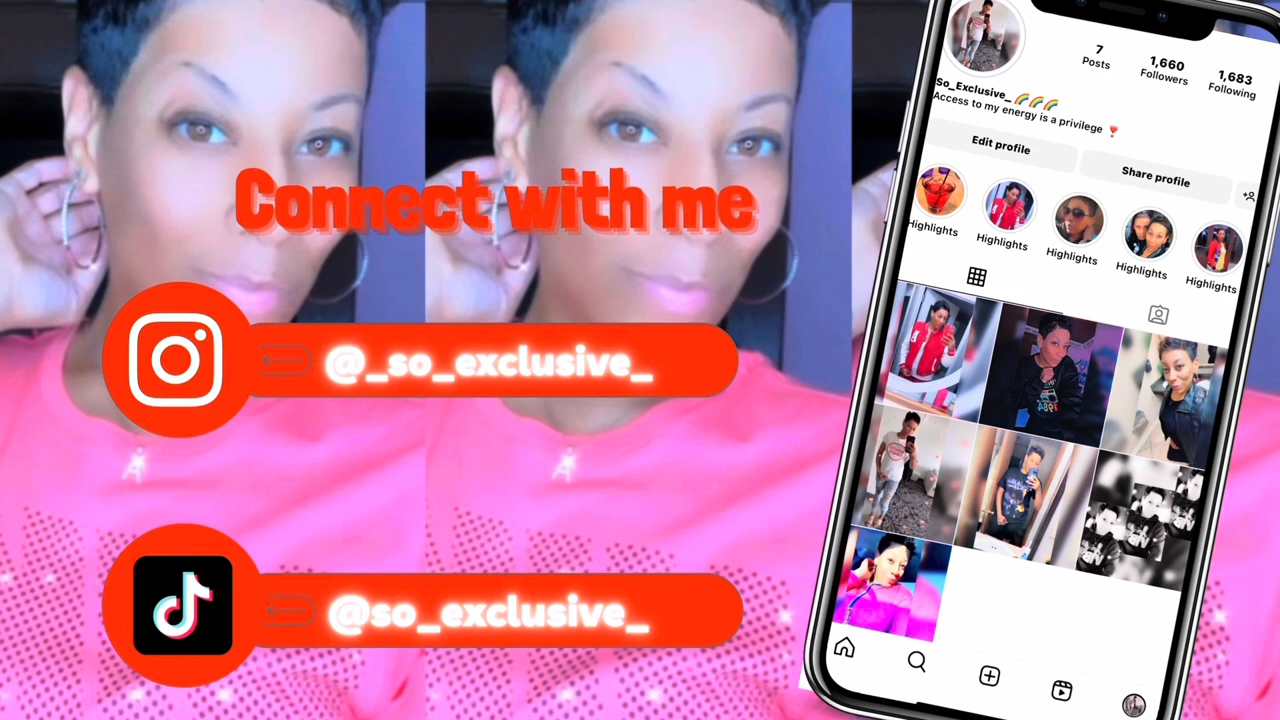 Connect with me
@_so_exclusive_
@so_exclusive_
7
Posts
1,660
Followers
1,683
Following
So_Exclusive_ 🌈🌈🌈
Access to my energy is a privilege ❣️
Edit profile
Share profile
Highlights
Highlights
Highlights
Highlights
Highlights
1984